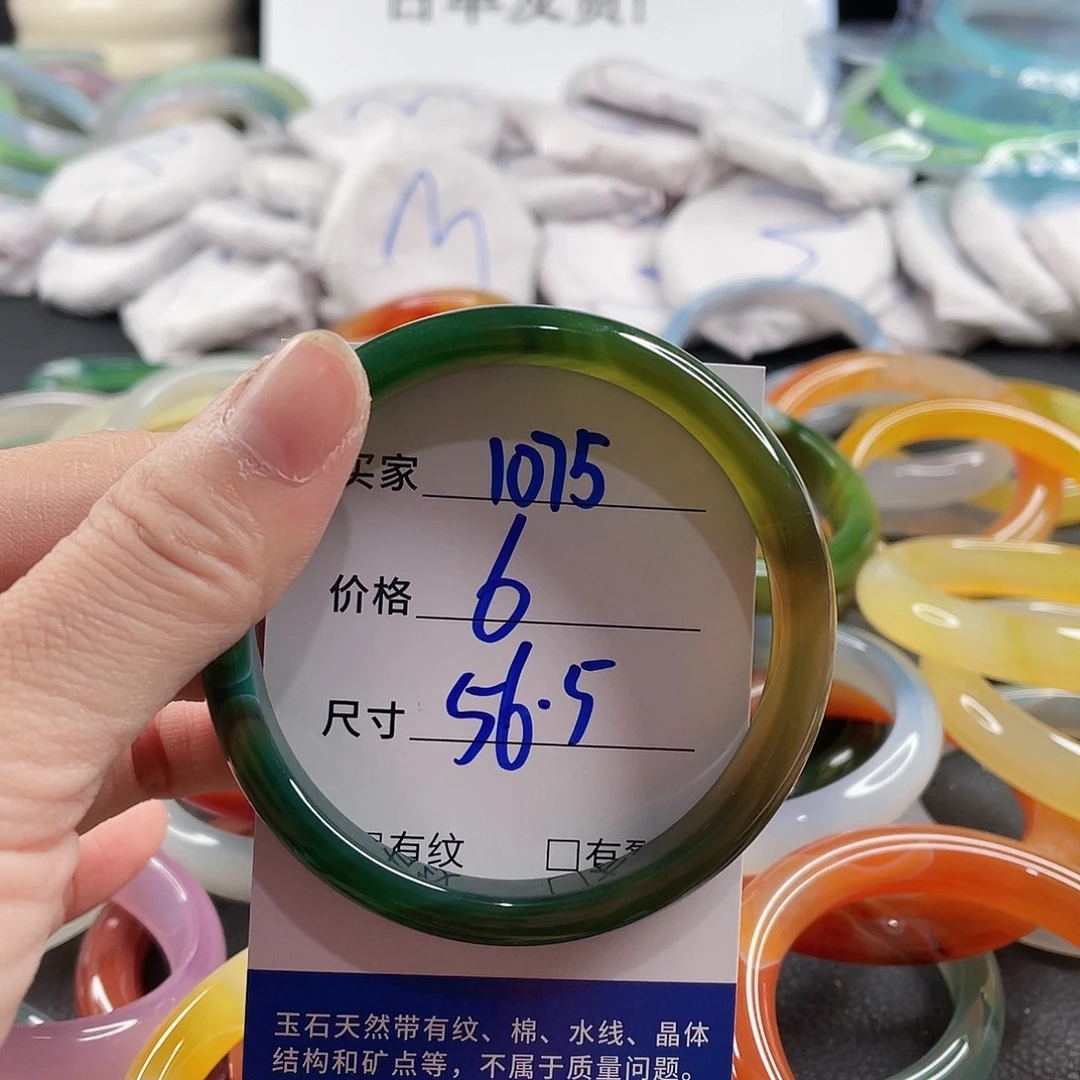 买家 1075
价格 6
尺寸 56.5
有纹 □有
玉石天然带有纹、棉、水线、晶体
结构和矿点等，不属于质量问题。